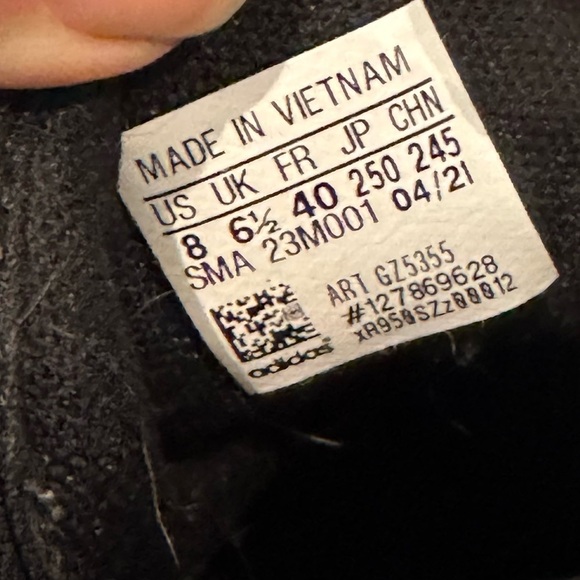 MADE IN VIETNAM
US UK FR JP CHN
8 6½ 40 250 245
SMA 23M001 04/21
ART GZ5355
#127869628
xR950SZz00012
adidas